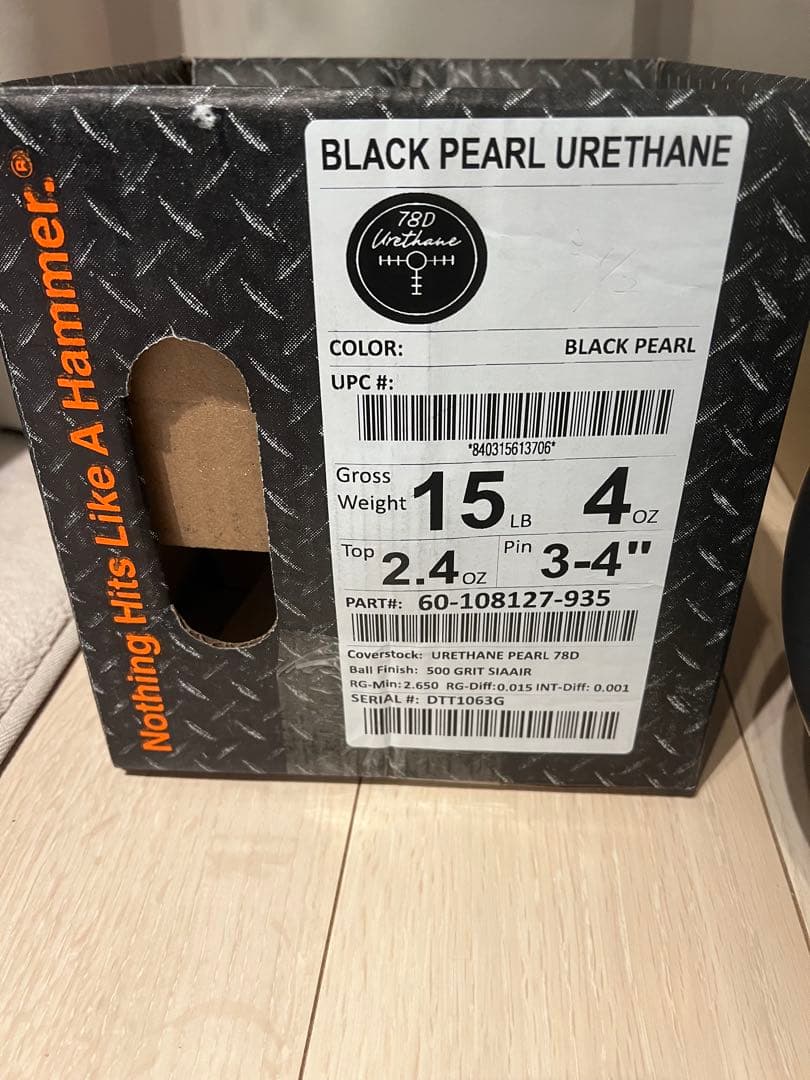 Nothing Hits Like A Hammer.®
BLACK PEARL URETHANE
78D
Urethane
COLOR: BLACK PEARL
UPC #:
*840315613706*
Gross Weight 15 LB 4 OZ
Top 2.4 OZ Pin 3-4"
PART#: 60-108127-935
Coverstock: URETHANE PEARL 78D
Ball Finish: 500 GRIT SIAAIR
RG-Min: 2.650 RG-Diff: 0.015 INT-Diff: 0.001
SERIAL #: DTT1063G